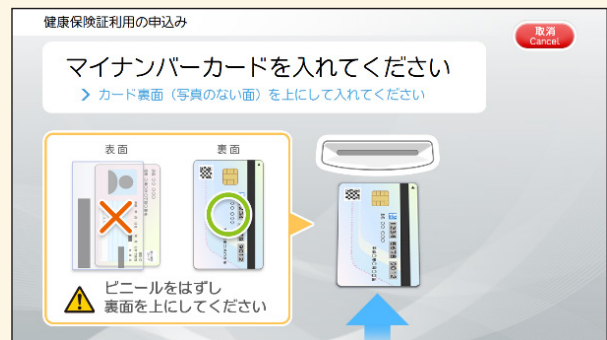 健康保険証利用の申込み
取消
Cancel
マイナンバーカードを入れてください
カード裏面（写真のない面）を上にして入れてください
表面
裏面
ビニールをはずし
裏面を上にしてください